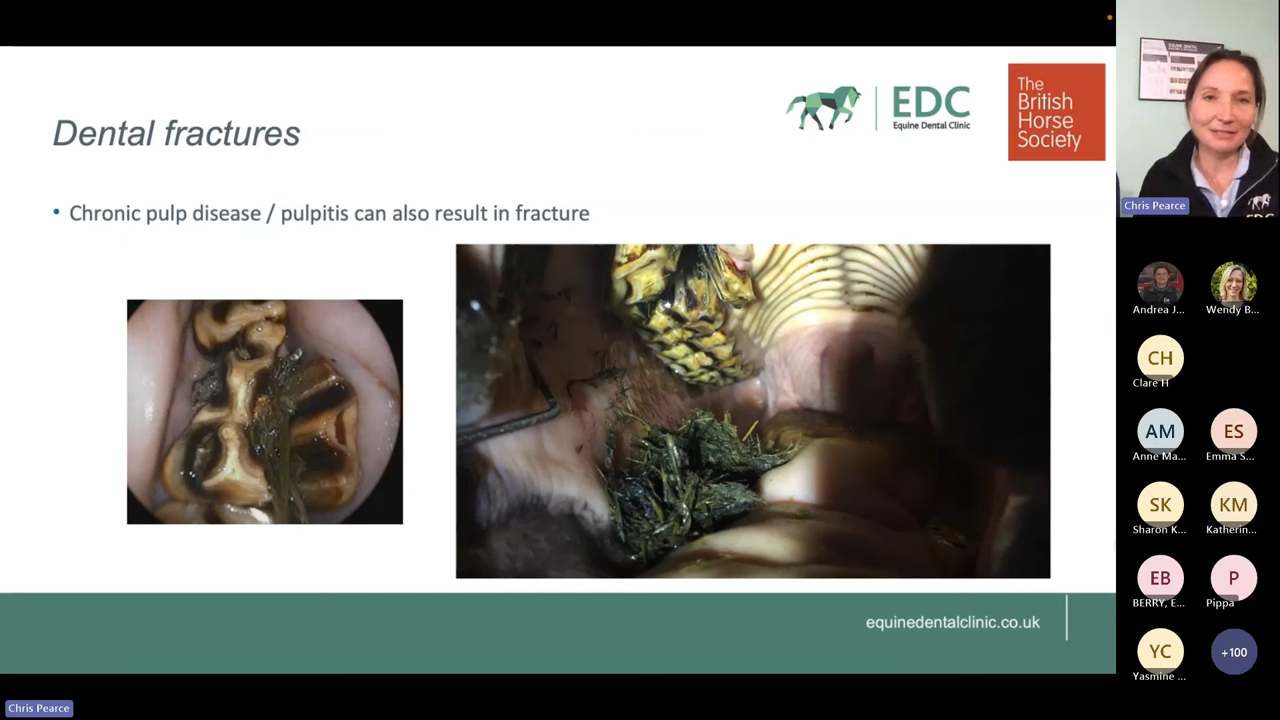 Dental fractures
EDC
Equine Dental Clinic
The
British
Horse
Society
• Chronic pulp disease / pulpitis can also result in fracture
equinedentalclinic.co.uk
EQUINE DENTAL
Chris Pearce
Andrea J...
Wendy B...
CH
Clare H
AM
ES
Anne Ma...
Emma S...
SK
KM
Sharon K...
Katherin...
EB
P
BERRY, E...
Pippa
YC
+100
Yasmine ...
Chris Pearce